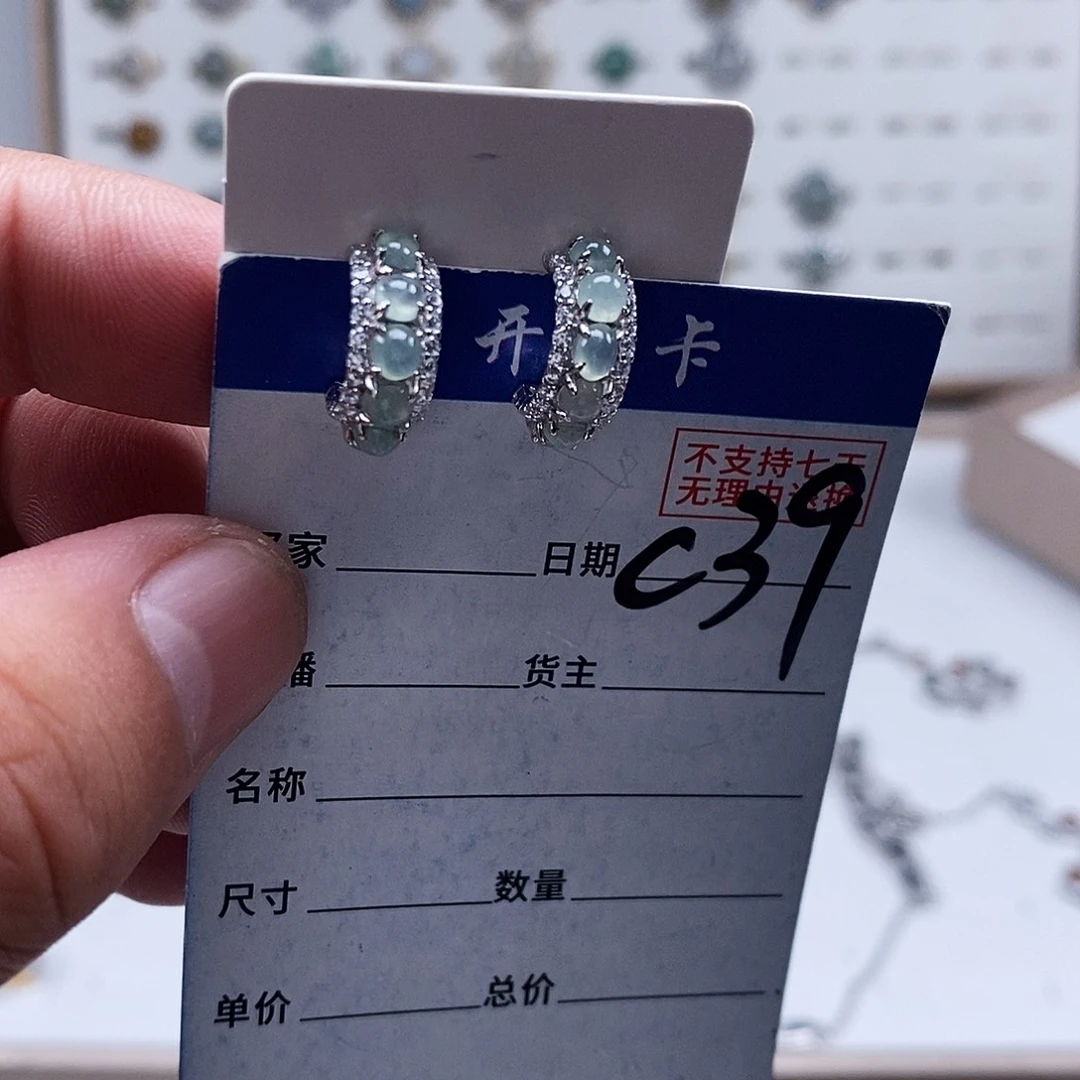 开 卡
不支持七天
无理由退换
家 日期 C39
播 货主
名称
尺寸 数量
单价 总价